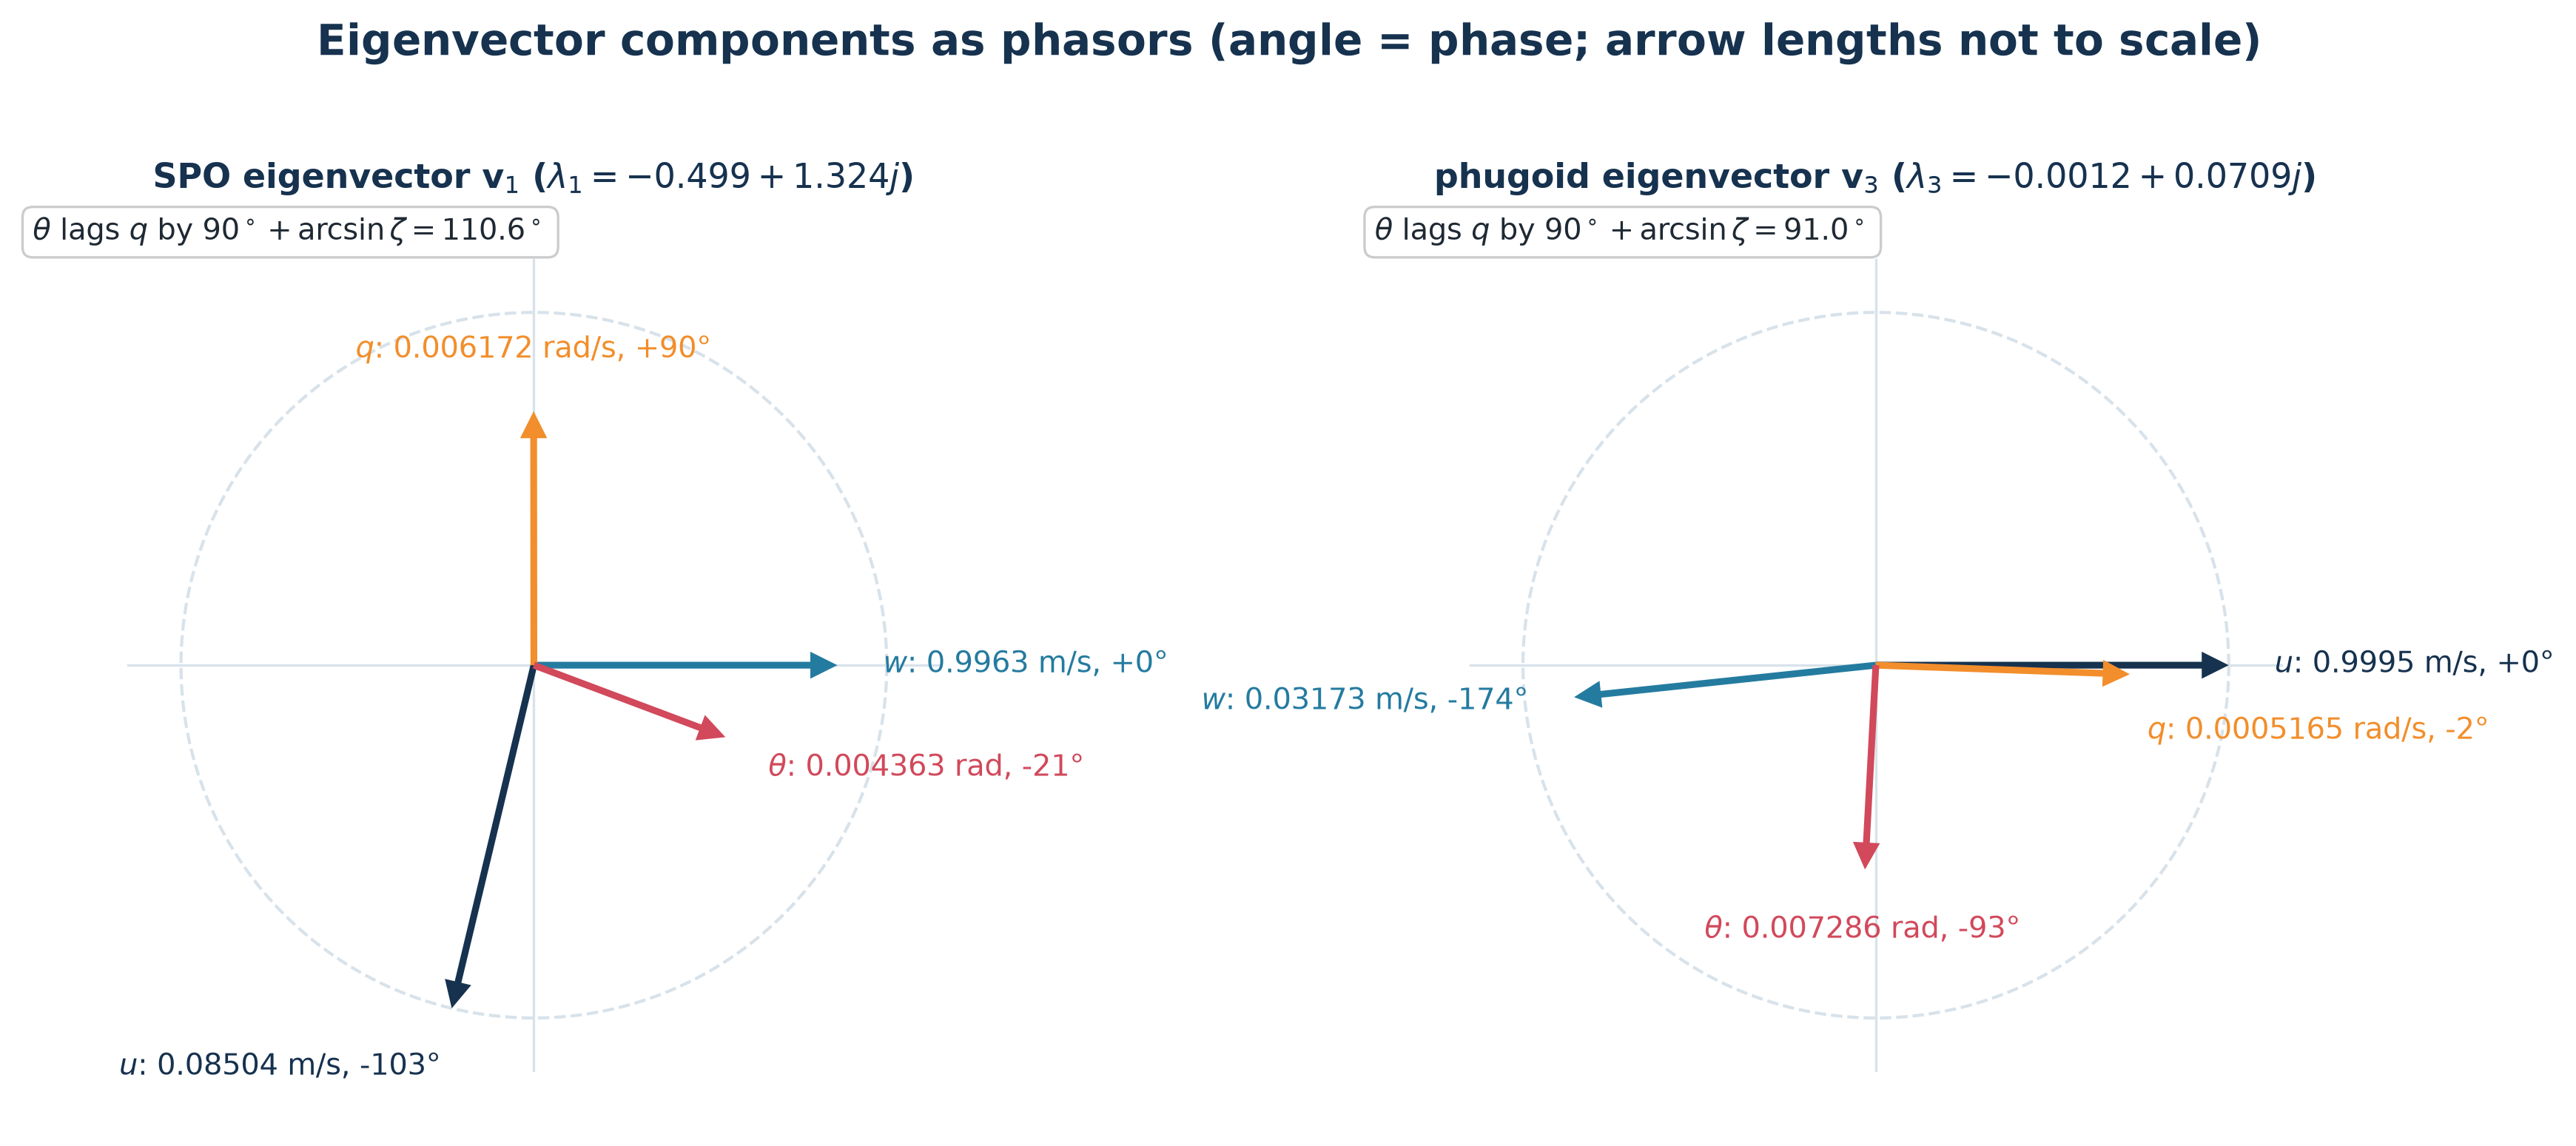 Eigenvector components as phasors (angle = phase; arrow lengths not to scale)
SPO eigenvector v₁ (λ₁ = −0.499 + 1.324j)
θ lags q by 90° + arcsin ζ = 110.6°
q: 0.006172 rad/s, +90°
w: 0.9963 m/s, +0°
θ: 0.004363 rad, -21°
u: 0.08504 m/s, -103°
phugoid eigenvector v₃ (λ₃ = −0.0012 + 0.0709j)
θ lags q by 90° + arcsin ζ = 91.0°
u: 0.9995 m/s, +0°
w: 0.03173 m/s, -174°
q: 0.0005165 rad/s, -2°
θ: 0.007286 rad, -93°